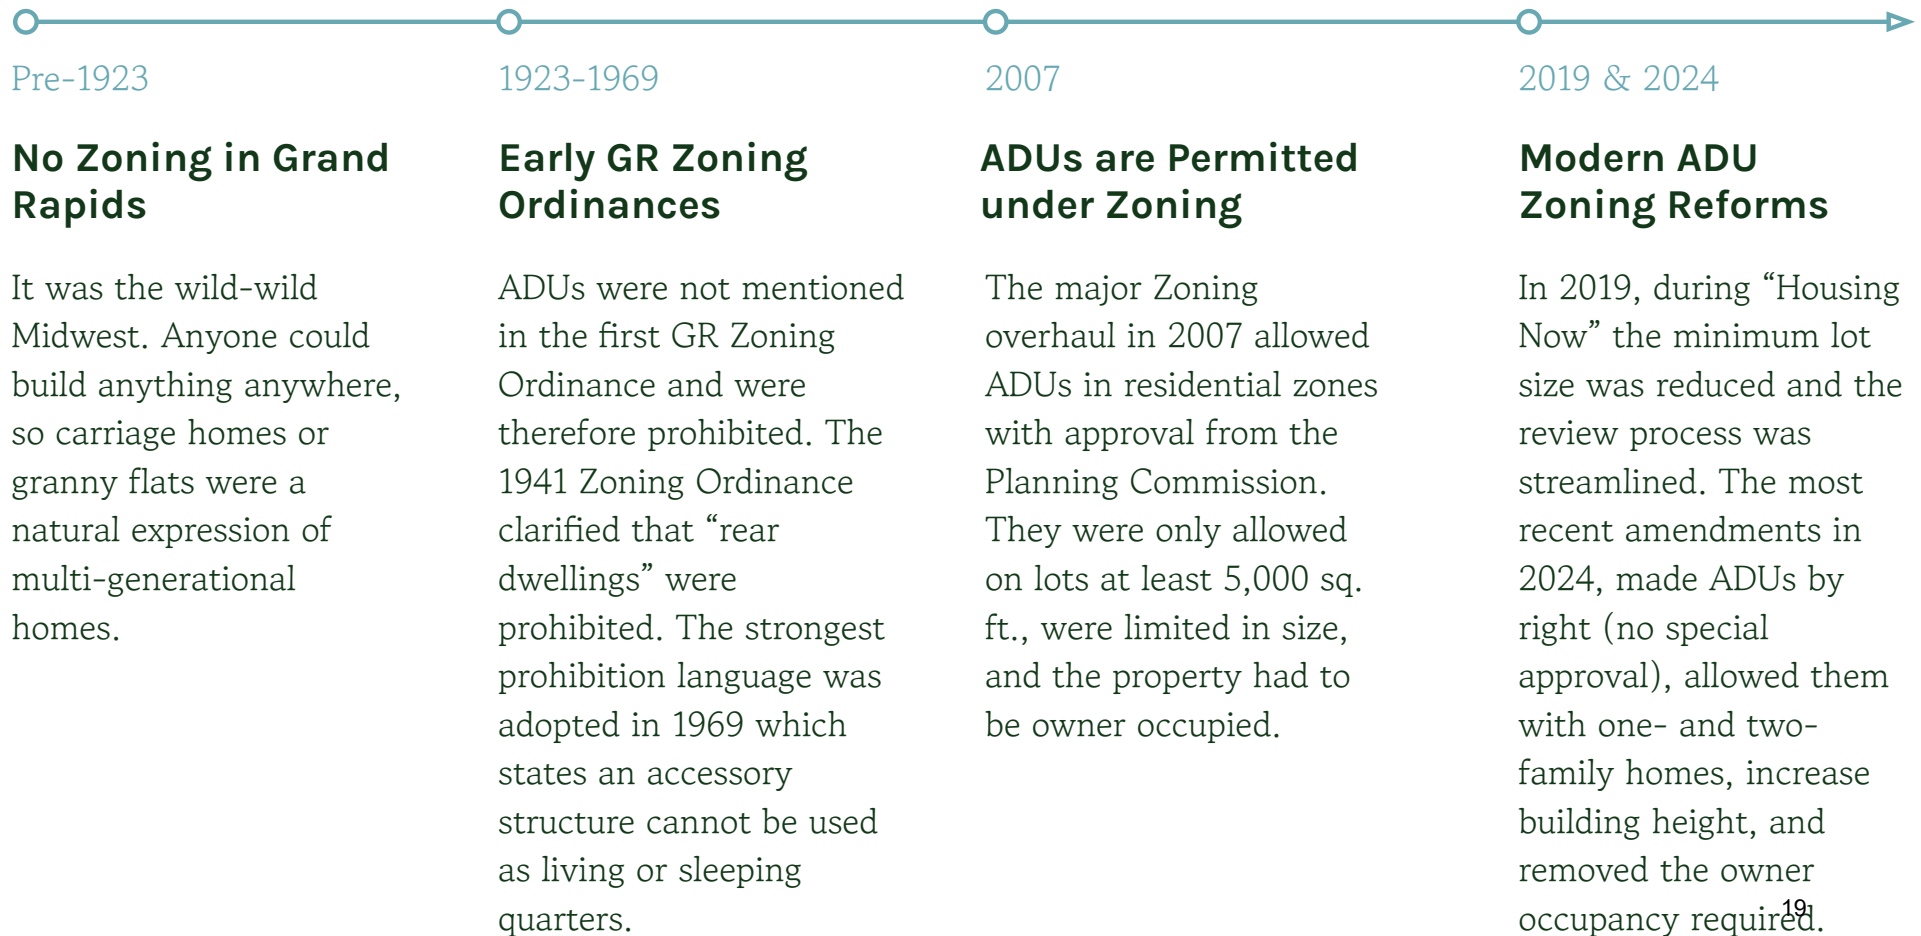 Pre-1923
No Zoning in Grand
Rapids
It was the wild-wild
Midwest. Anyone could
build anything anywhere,
so carriage homes or
granny flats were a
natural expression of
multi-generational
homes.
1923-1969
Early GR Zoning
Ordinances
ADUs were not mentioned
in the first GR Zoning
Ordinance and were
therefore prohibited. The
1941 Zoning Ordinance
clarified that “rear
dwellings” were
prohibited. The strongest
prohibition language was
adopted in 1969 which
states an accessory
structure cannot be used
as living or sleeping
quarters.
2007
ADUs are Permitted
under Zoning
The major Zoning
overhaul in 2007 allowed
ADUs in residential zones
with approval from the
Planning Commission.
They were only allowed
on lots at least 5,000 sq.
ft., were limited in size,
and the property had to
be owner occupied.
2019 & 2024
Modern ADU
Zoning Reforms
In 2019, during “Housing
Now” the minimum lot
size was reduced and the
review process was
streamlined. The most
recent amendments in
2024, made ADUs by
right (no special
approval), allowed them
with one- and two-
family homes, increase
building height, and
removed the owner
occupancy required.
19